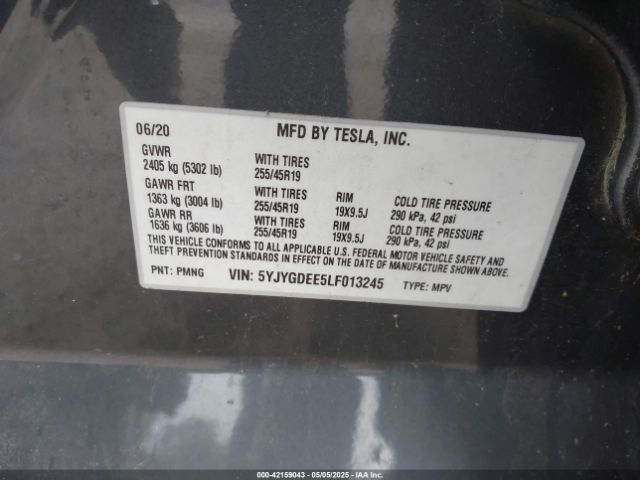 06/20 MFD BY TESLA, INC.
GVWR
2405 kg (5302 lb) WITH TIRES 255/45R19
GAWR FRT
1363 kg (3004 lb) WITH TIRES 255/45R19 RIM 19X9.5J COLD TIRE PRESSURE 290 kPa, 42 psi
GAWR RR
1636 kg (3606 lb) WITH TIRES 255/45R19 RIM 19X9.5J COLD TIRE PRESSURE 290 kPa, 42 psi
THIS VEHICLE CONFORMS TO ALL APPLICABLE U.S. FEDERAL MOTOR VEHICLE SAFETY AND
THEFT PREVENTION STANDARDS IN EFFECT ON THE DATE OF MANUFACTURE SHOWN ABOVE.
PNT: PMNG VIN: 5YJYGDEE5LF013245 TYPE: MPV
000-42159043 - 05/05/2025 - IAA Inc.